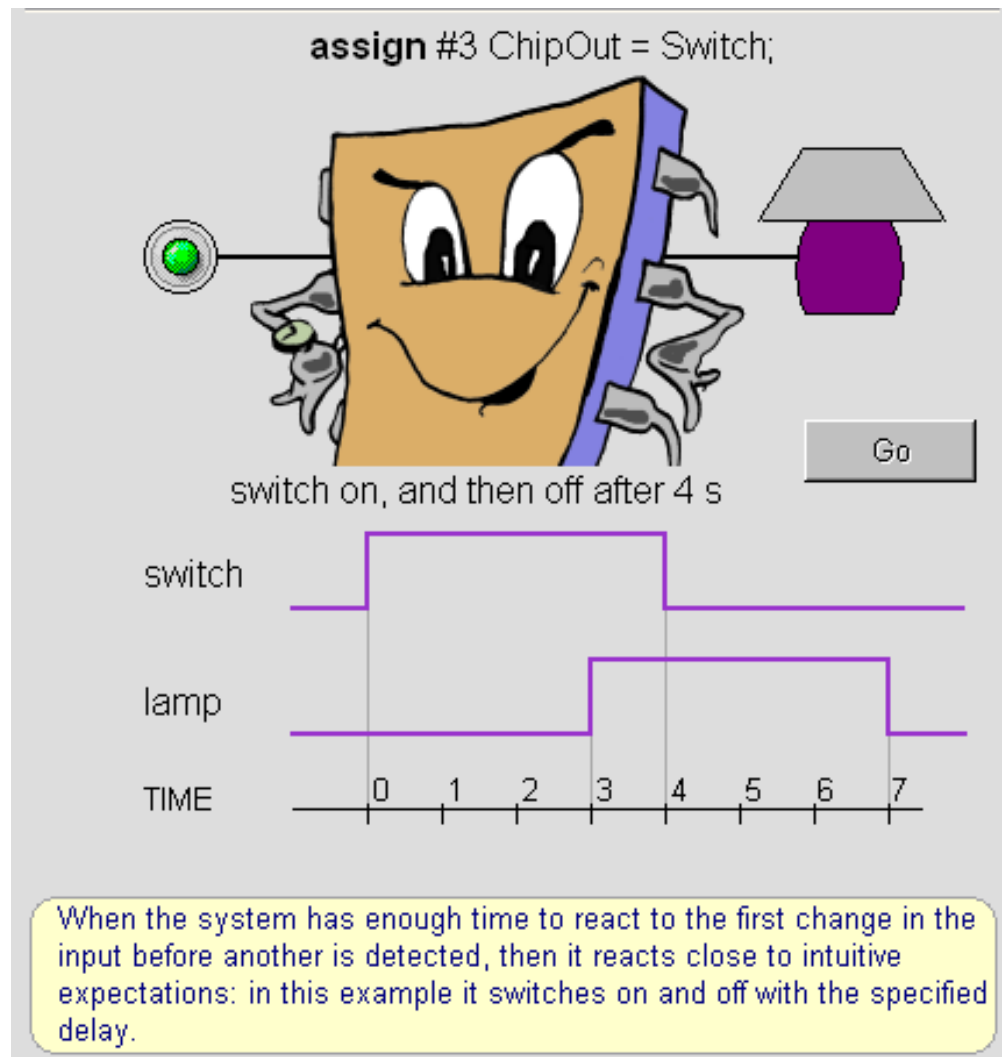 assign #3 ChipOut = Switch;
Go
switch on, and then off after 4 s
switch
lamp
TIME 0 1 2 3 4 5 6 7
When the system has enough time to react to the first change in the
input before another is detected, then it reacts close to intuitive
expectations: in this example it switches on and off with the specified
delay.